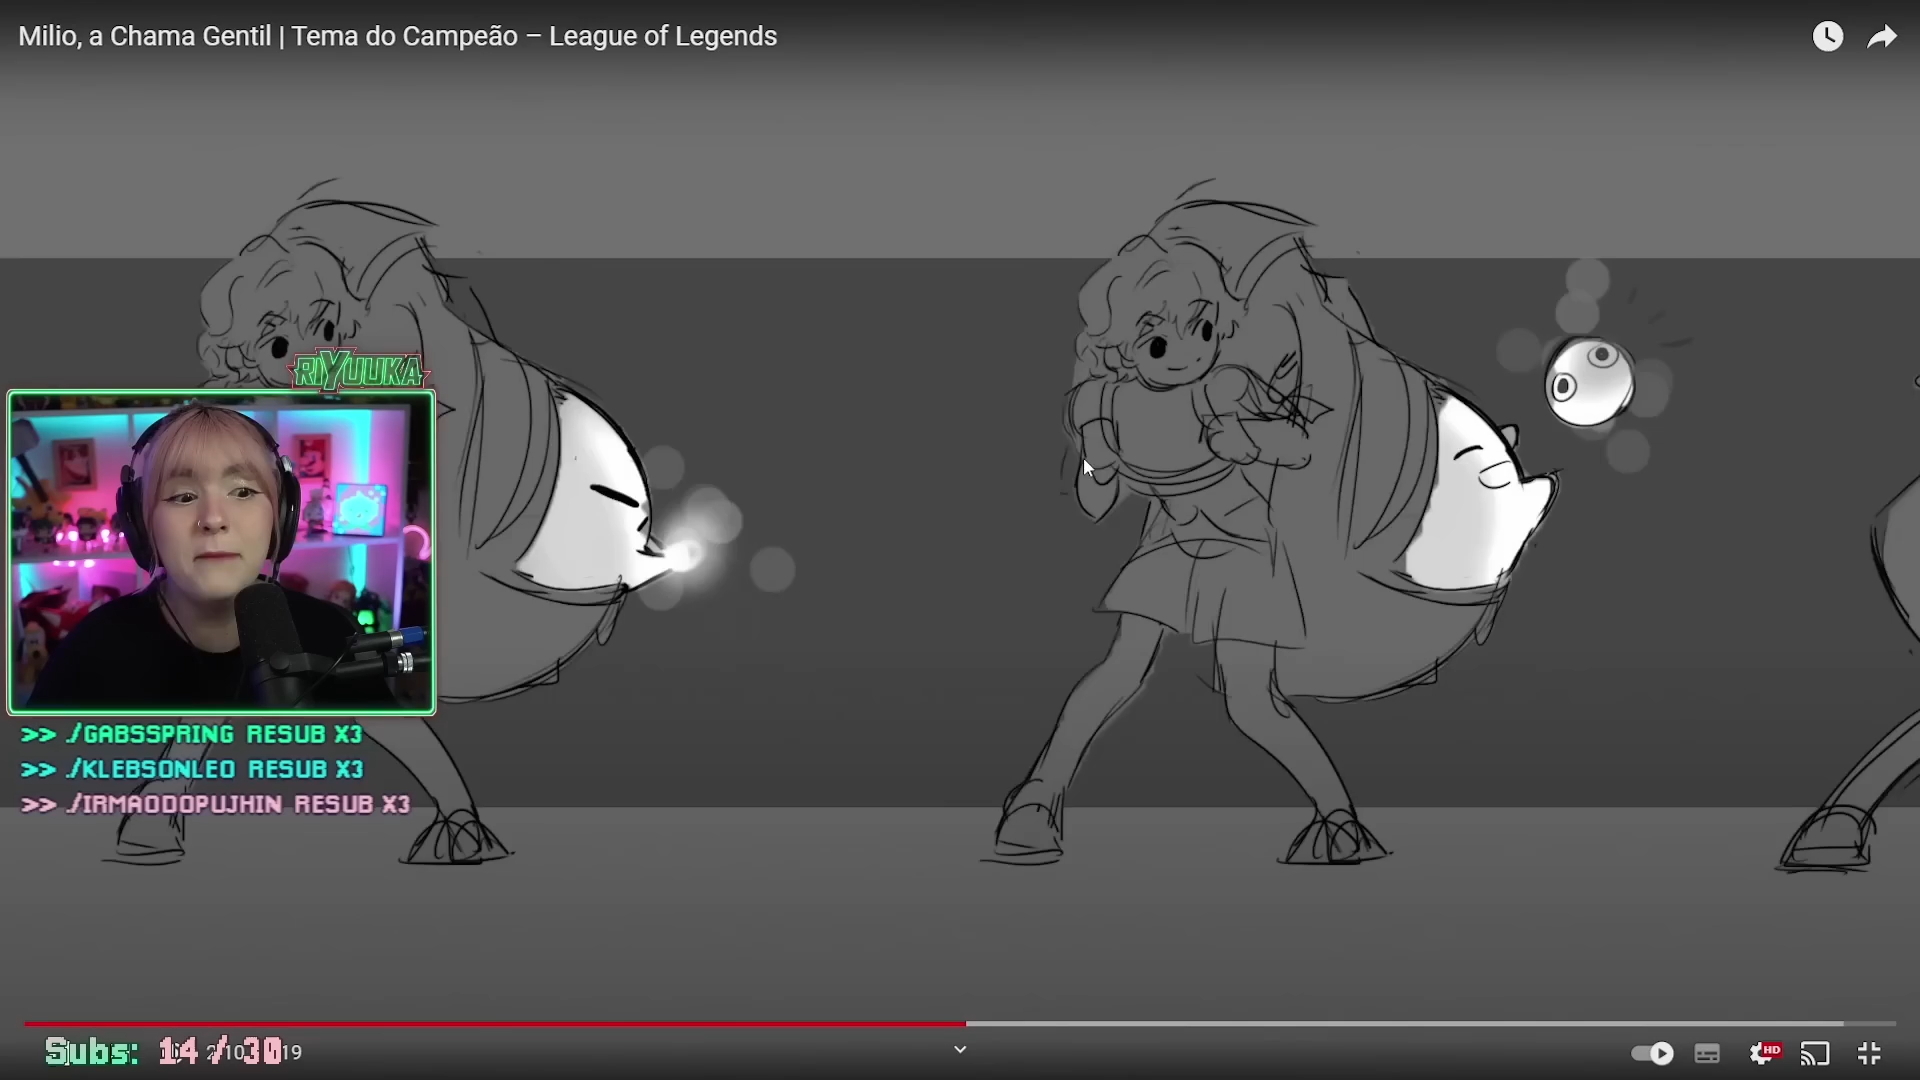 Milio, a Chama Gentil | Tema do Campeão – League of Legends
RIYUUKA
>> ./GABSSPRING RESUB X3
>> ./KLEBSONLEO RESUB X3
>> ./IRMAODOPUJHIN RESUB X3
Subs: 14 / 30
HD